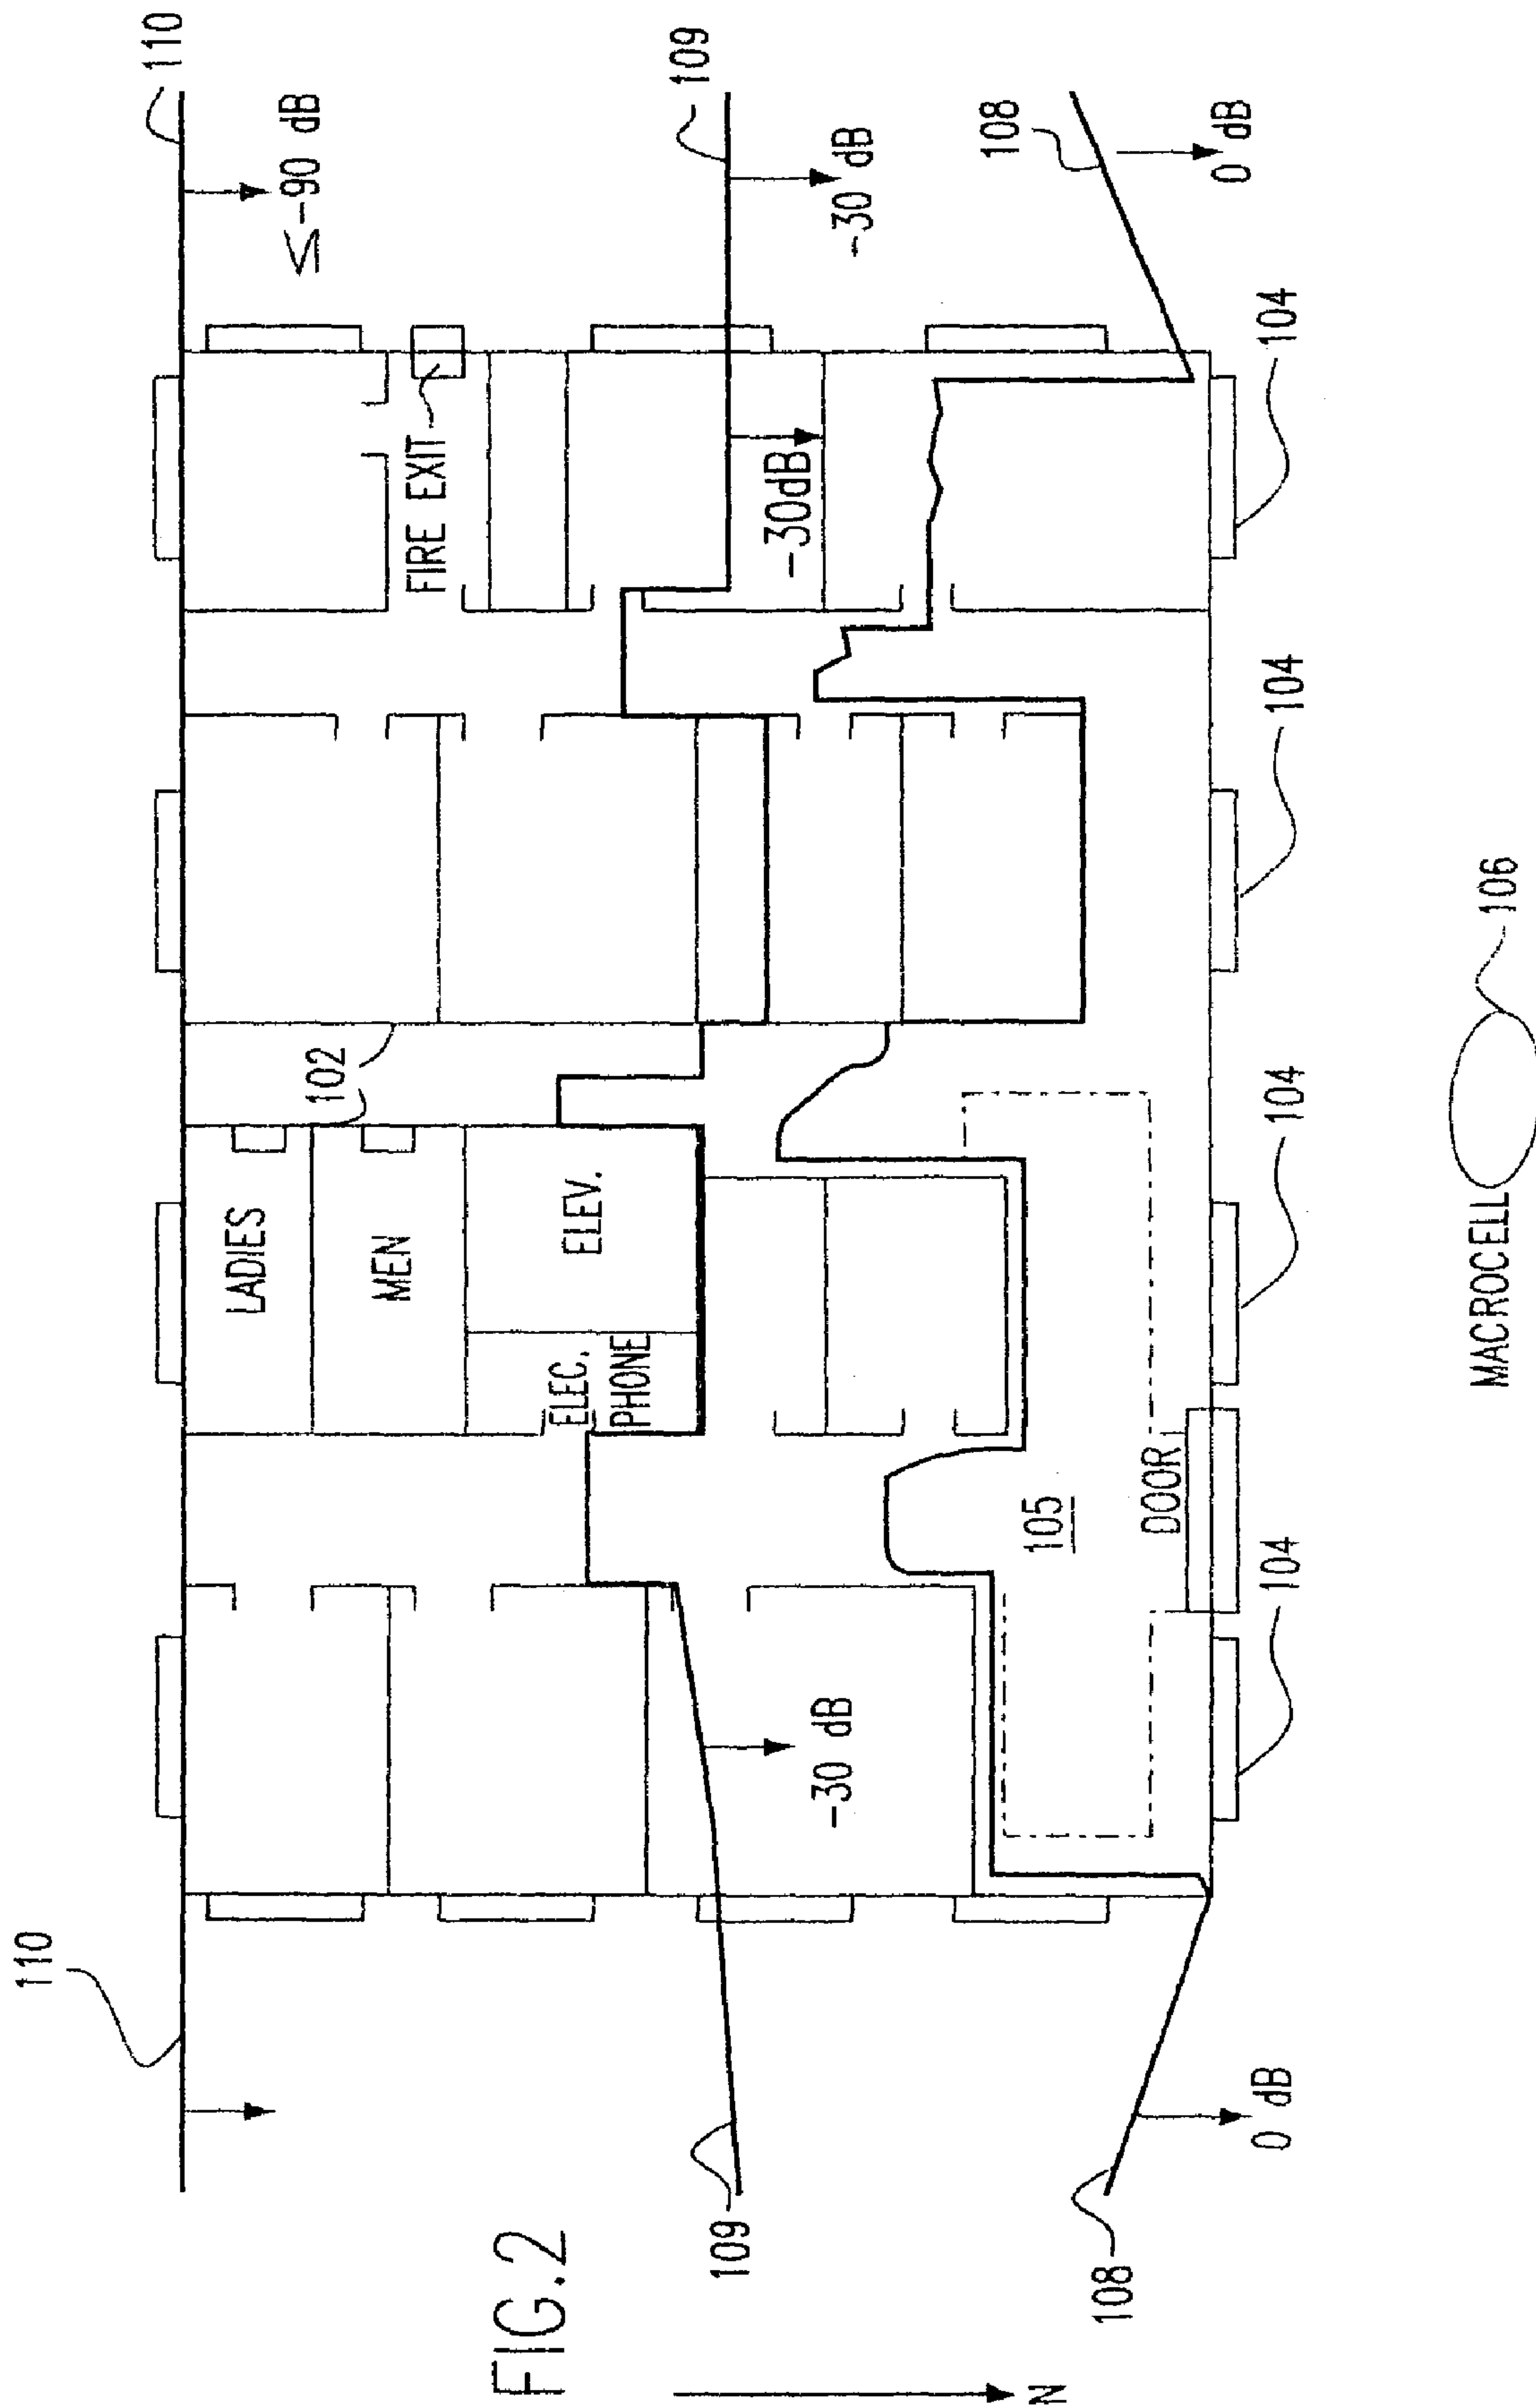 110
110
LADIES
≤-90 dB
102
MEN
FIRE EXIT
FIG.2
ELEC.
PHONE
ELEV.
109
109
-30dB
-30 dB
-30 dB
108
105
N
108
DOOR
0 dB
0 dB
104
104
104
104
MACROCELL
106